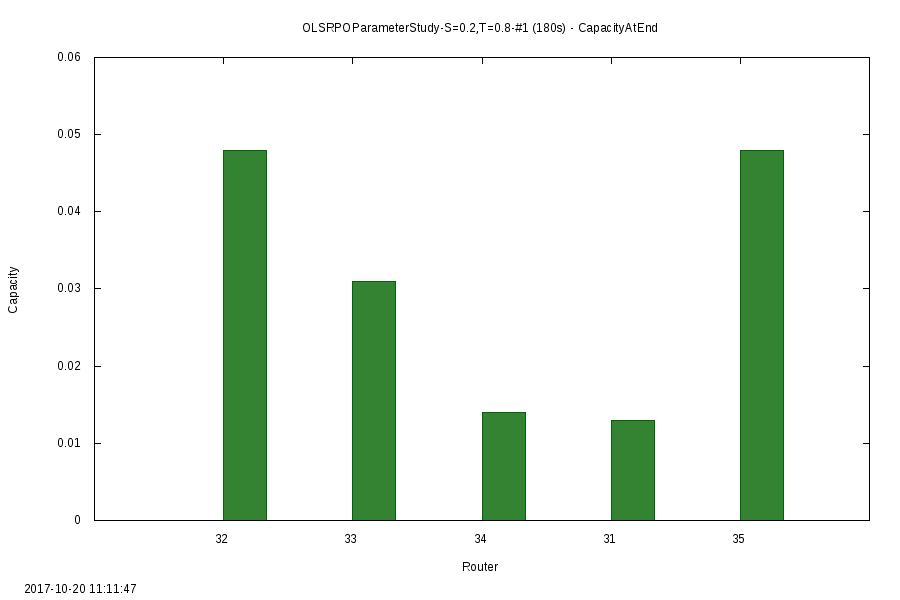 OLSRPOParameterStudy-S=0.2,T=0.8-#1 (180s) - CapacityAtEnd
0.06
0.05
0.04
0.03
0.02
0.01
0
Capacity
32 33 34 31 35
Router
2017-10-20 11:11:47